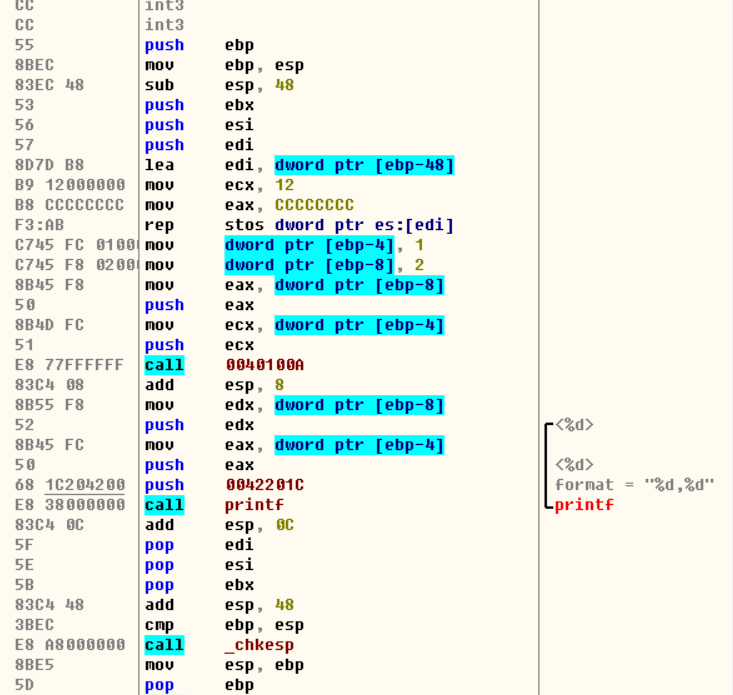 CC int3
CC int3
55 push ebp
8BEC mov ebp, esp
83EC 48 sub esp, 48
53 push ebx
56 push esi
57 push edi
8D7D B8 lea edi, dword ptr [ebp-48]
B9 12000000 mov ecx, 12
B8 CCCCCCCC mov eax, CCCCCCCC
F3:AB rep stos dword ptr es:[edi]
C745 FC 0100 mov dword ptr [ebp-4], 1
C745 F8 0200 mov dword ptr [ebp-8], 2
8B45 F8 mov eax, dword ptr [ebp-8]
50 push eax
8B4D FC mov ecx, dword ptr [ebp-4]
51 push ecx
E8 77FFFFFF call 0040100A
83C4 08 add esp, 8
8B55 F8 mov edx, dword ptr [ebp-8]
52 push edx <%d>
8B45 FC mov eax, dword ptr [ebp-4]
50 push eax <%d>
68 1C204200 push 0042201C format = "%d,%d"
E8 38000000 call printf printf
83C4 0C add esp, 0C
5F pop edi
5E pop esi
5B pop ebx
83C4 48 add esp, 48
3BEC cmp ebp, esp
E8 A8000000 call _chkesp
8BE5 mov esp, ebp
5D pop ebp